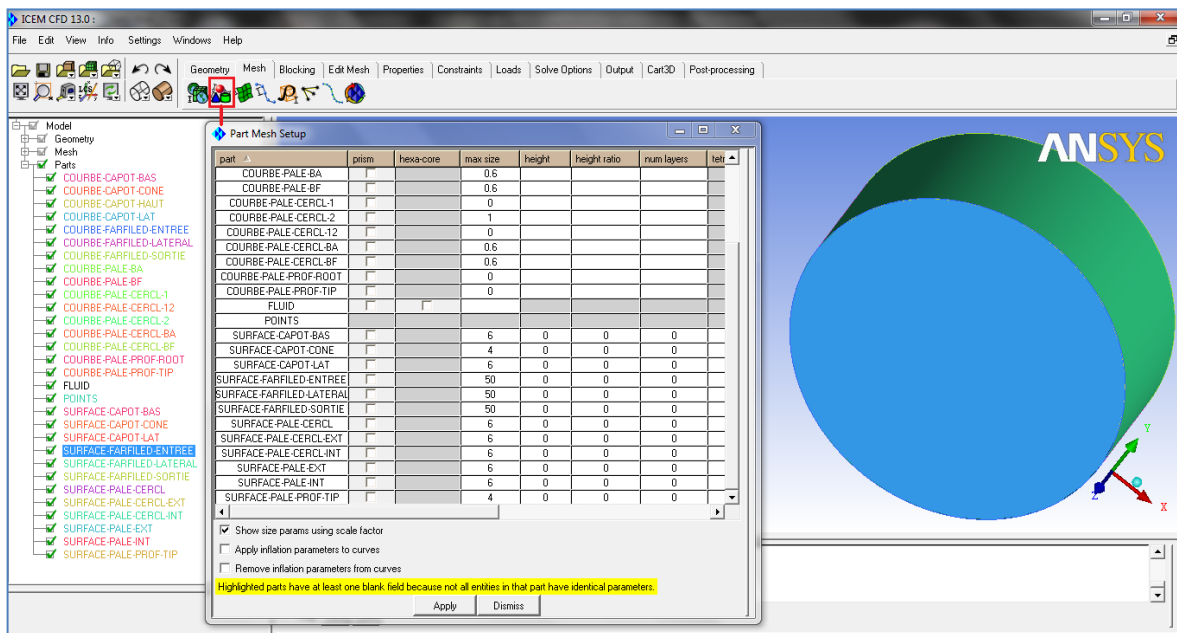 ICEM CFD 13.0 :
File Edit View Info Settings Windows Help
Geometry Mesh Blocking Edit Mesh Properties Constraints Loads Solve Options Output Cart3D Post-processing
Model
Geometry
Mesh
Parts
COURBE-CAPOT-BAS
COURBE-CAPOT-CONE
COURBE-CAPOT-HAUT
COURBE-CAPOT-LAT
COURBE-FARFILED-ENTREE
COURBE-FARFILED-LATERAL
COURBE-FARFILED-SORTIE
COURBE-PALE-BA
COURBE-PALE-BF
COURBE-PALE-CERCL-1
COURBE-PALE-CERCL-12
COURBE-PALE-CERCL-2
COURBE-PALE-CERCL-BA
COURBE-PALE-CERCL-BF
COURBE-PALE-PROF-ROOT
COURBE-PALE-PROF-TIP
FLUID
POINTS
SURFACE-CAPOT-BAS
SURFACE-CAPOT-CONE
SURFACE-CAPOT-LAT
SURFACE-FARFILED-ENTREE
SURFACE-FARFILED-LATERAL
SURFACE-FARFILED-SORTIE
SURFACE-PALE-CERCL
SURFACE-PALE-CERCL-EXT
SURFACE-PALE-CERCL-INT
SURFACE-PALE-EXT
SURFACE-PALE-INT
SURFACE-PALE-PROF-TIP
Part Mesh Setup
part prism hexa-core max size height height ratio num layers tetr
COURBE-PALE-BA 0.6
COURBE-PALE-BF 0.6
COURBE-PALE-CERCL-1 0
COURBE-PALE-CERCL-2 1
COURBE-PALE-CERCL-12 0
COURBE-PALE-CERCL-BA 0.6
COURBE-PALE-CERCL-BF 0.6
COURBE-PALE-PROF-ROOT 0
COURBE-PALE-PROF-TIP 0
FLUID
POINTS
SURFACE-CAPOT-BAS 6 0 0 0
SURFACE-CAPOT-CONE 4 0 0 0
SURFACE-CAPOT-LAT 6 0 0 0
SURFACE-FARFILED-ENTREE 50 0 0 0
SURFACE-FARFILED-LATERAL 50 0 0 0
SURFACE-FARFILED-SORTIE 50 0 0 0
SURFACE-PALE-CERCL 6 0 0 0
SURFACE-PALE-CERCL-EXT 6 0 0 0
SURFACE-PALE-CERCL-INT 6 0 0 0
SURFACE-PALE-EXT 6 0 0 0
SURFACE-PALE-INT 6 0 0 0
SURFACE-PALE-PROF-TIP 4 0 0 0
Show size params using scale factor
Apply inflation parameters to curves
Remove inflation parameters from curves
Highlighted parts have at least one blank field because not all entities in that part have identical parameters.
Apply Dismiss
ANSYS
Y
Z
X